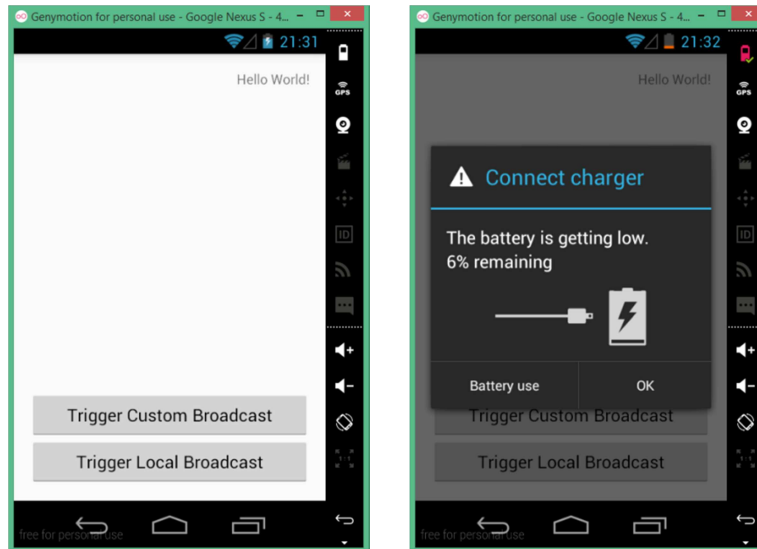 Genymotion for personal use - Google Nexus S - 4...
21:31
Hello World!
GPS
ID
Trigger Custom Broadcast
Trigger Local Broadcast
free for personal use
Genymotion for personal use - Google Nexus S - 4...
21:32
Hello World!
GPS
Connect charger
The battery is getting low.
6% remaining
ID
Battery use
OK
Trigger Custom Broadcast
Trigger Local Broadcast
free for personal use